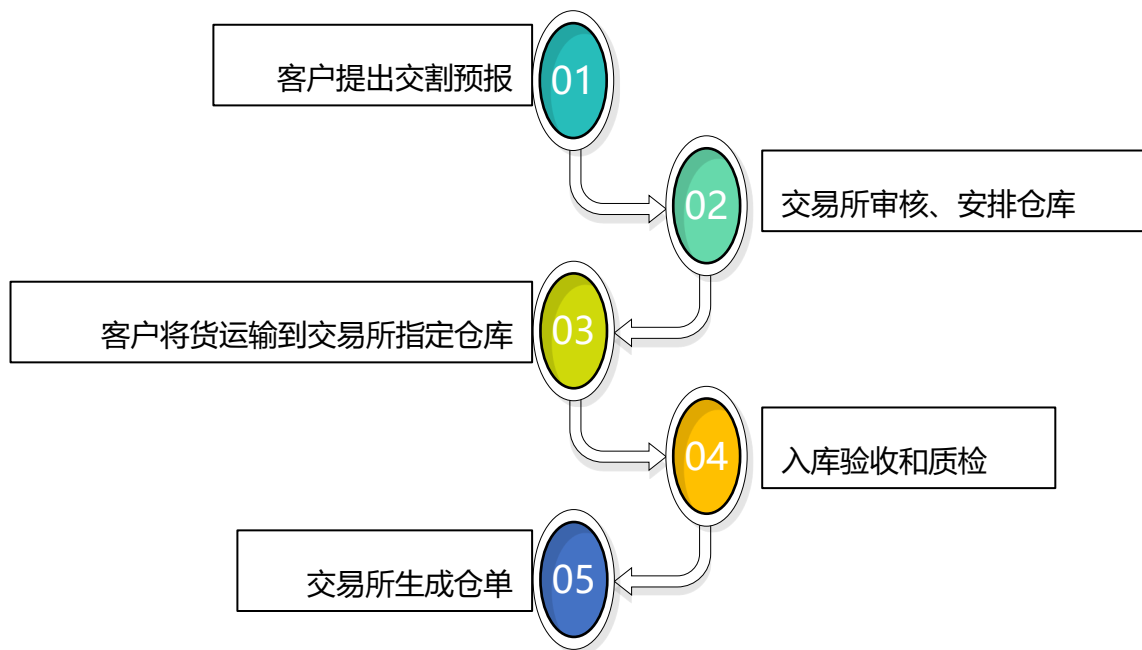 客户提出交割预报
01
02
交易所审核、安排仓库
客户将货运输到交易所指定仓库
03
04
入库验收和质检
交易所生成仓单
05